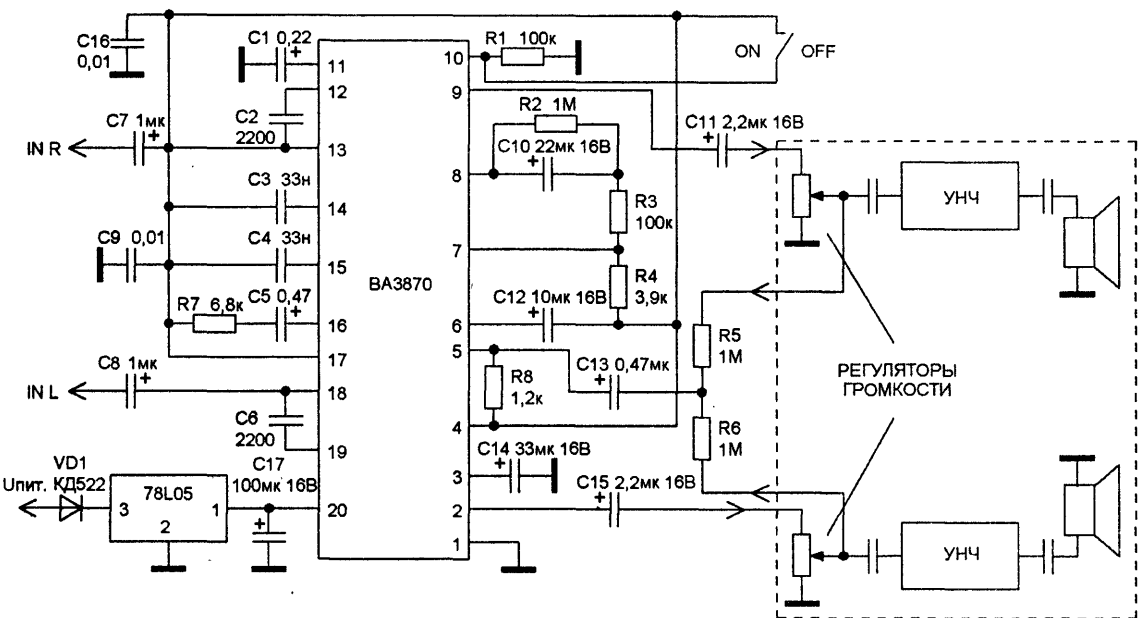 C16
0,01
C1 0,22
+
11
12
C7 1мк
+
C2
2200
IN R
13
C3 33н
14
C9 0,01
C4 33н
15
R7 6,8к
C5 0,47
+
16
17
C8 1мк
+
IN L
18
C6
2200
19
VD1
Uпит. КД522
78L05
3
1
2
C17
100мк 16В
+
20
BA3870
10
R1 100к
ON
OFF
9
R2 1М
C10 22мк 16В
+
8
R3
100к
7
R4
3,9к
C12 10мк 16В
+
6
5
R8
1,2к
C13 0,47мк
+
4
C14 33мк 16В
+
3
C15 2,2мк 16В
+
2
1
C11 2,2мк 16В
+
R5
1М
R6
1М
УНЧ
РЕГУЛЯТОРЫ
ГРОМКОСТИ
УНЧ